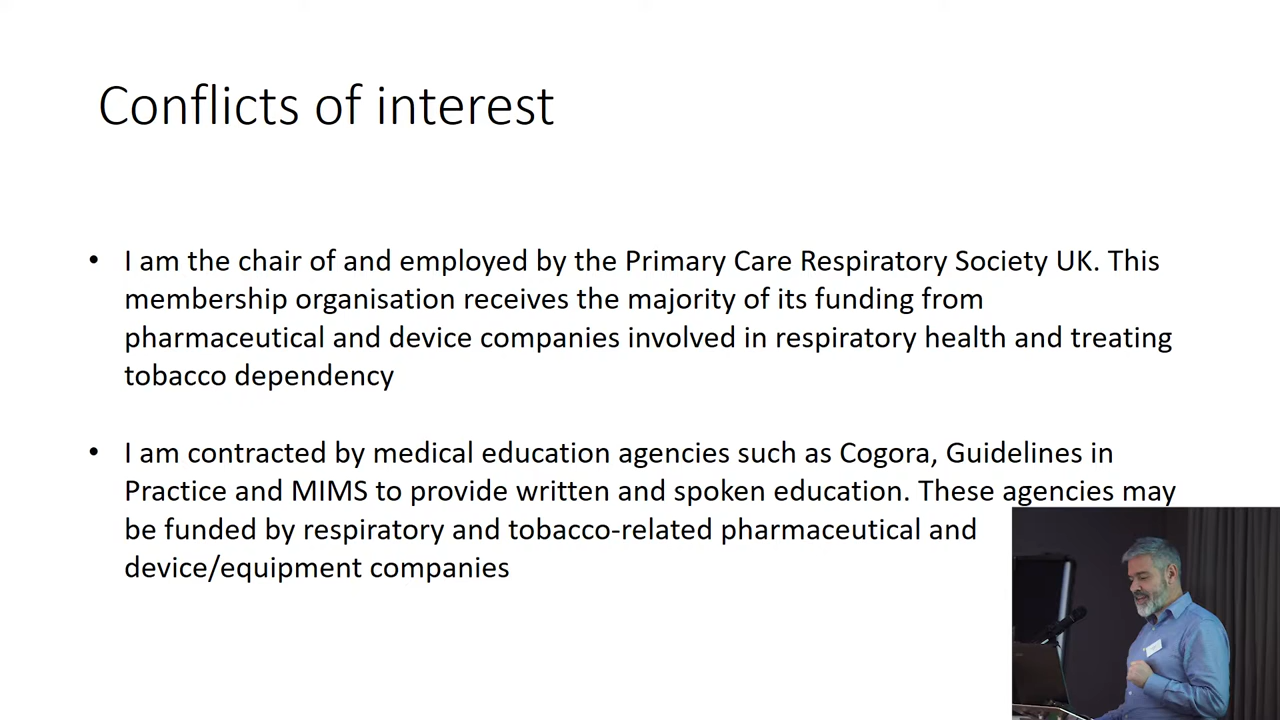 Conflicts of interest
• I am the chair of and employed by the Primary Care Respiratory Society UK. This
membership organisation receives the majority of its funding from
pharmaceutical and device companies involved in respiratory health and treating
tobacco dependency
• I am contracted by medical education agencies such as Cogora, Guidelines in
Practice and MIMS to provide written and spoken education. These agencies may
be funded by respiratory and tobacco-related pharmaceutical and
device/equipment companies